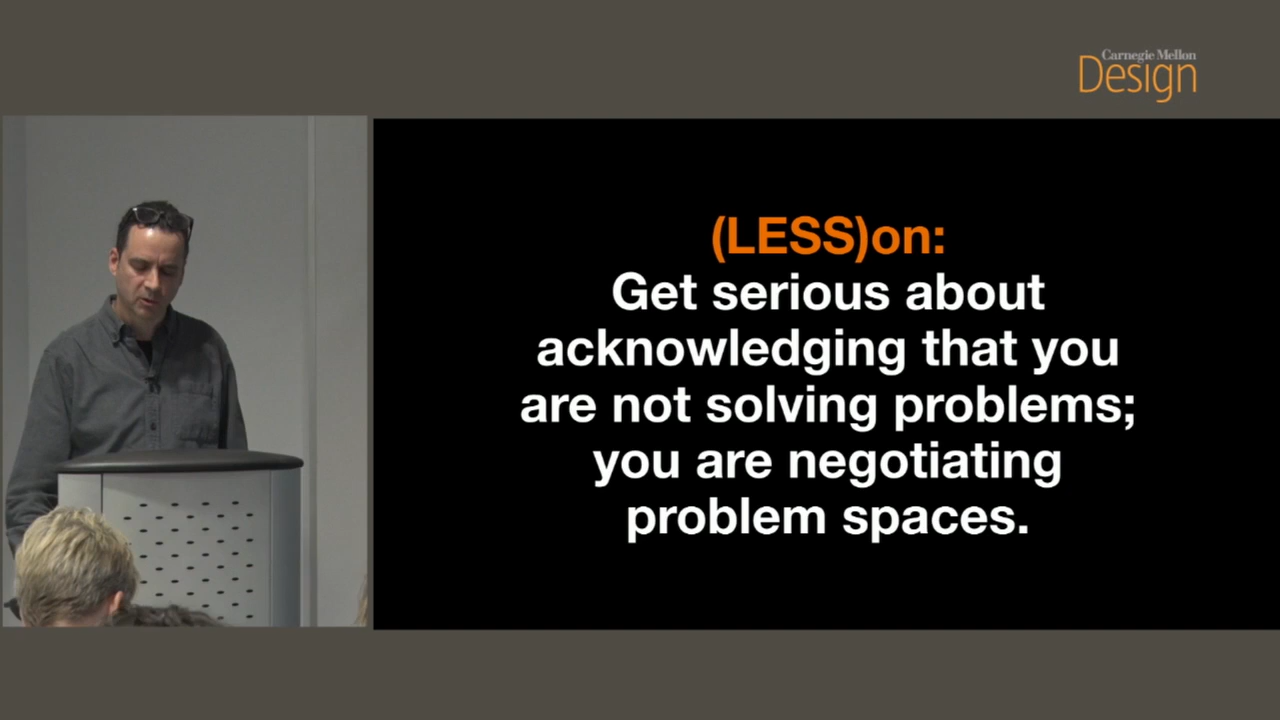 Carnegie Mellon
Design
(LESS)on:
Get serious about
acknowledging that you
are not solving problems;
you are negotiating
problem spaces.